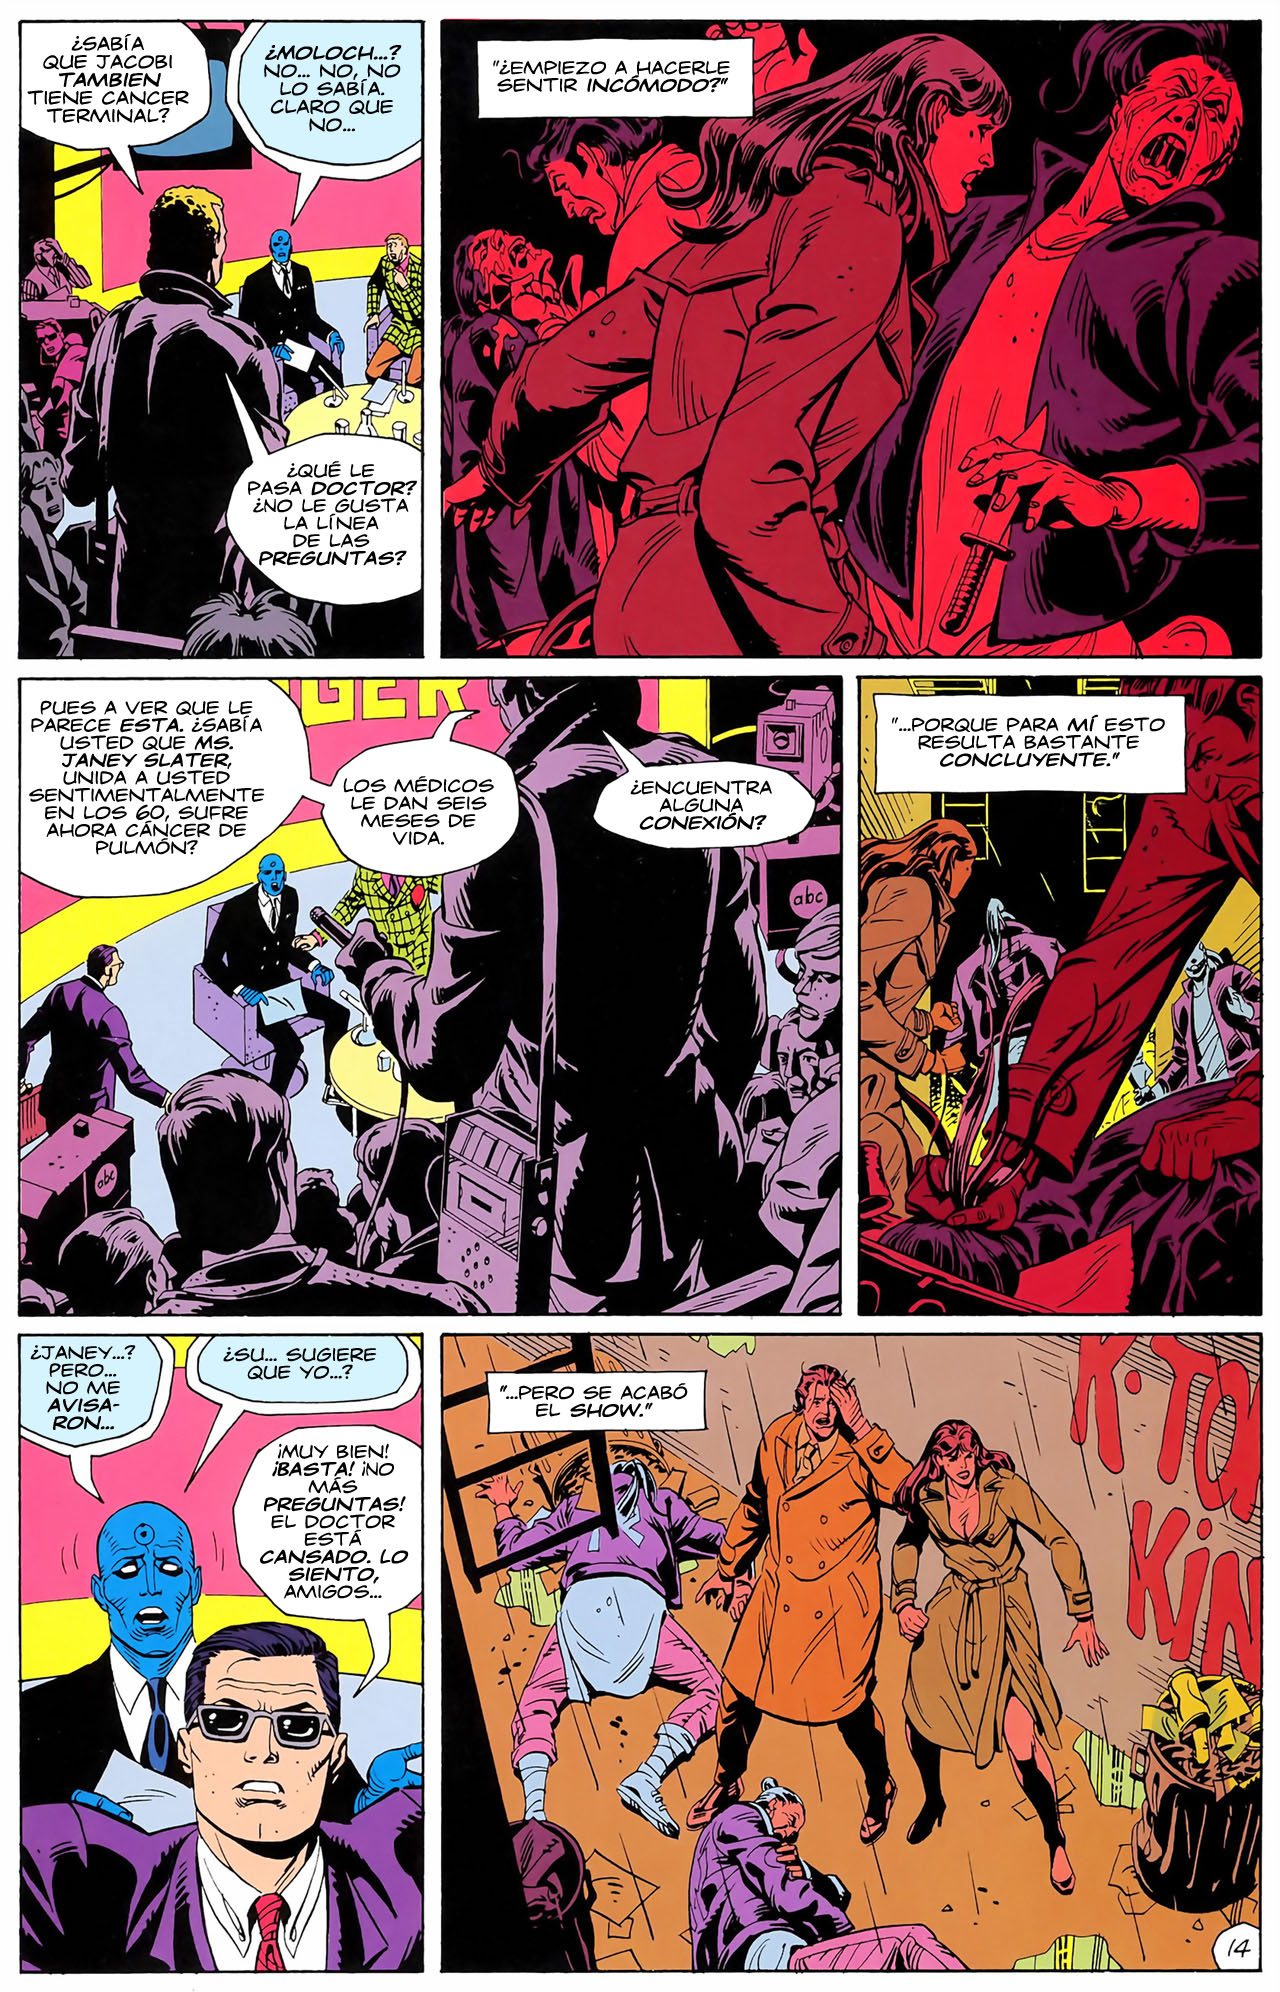 ¿SABÍA
QUE JACOBI
TAMBIEN
TIENE CANCER
TERMINAL?
¿MOLOCH...?
NO... NO, NO
LO SABÍA.
CLARO QUE
NO...
¿QUÉ LE
PASA DOCTOR?
¿NO LE GUSTA
LA LÍNEA
DE LAS
PREGUNTAS?
"¿EMPIEZO A HACERLE
SENTIR INCÓMODO?"
PUES A VER QUE LE
PARECE ESTA. ¿SABÍA
USTED QUE MS.
JANEY SLATER,
UNIDA A USTED
SENTIMENTALMENTE
EN LOS 60, SUFRE
AHORA CÁNCER DE
PULMÓN?
NGER
LOS MÉDICOS
LE DAN SEIS
MESES DE
VIDA.
¿ENCUENTRA
ALGUNA
CONEXIÓN?
abc
abc
"...PORQUE PARA MÍ ESTO
RESULTA BASTANTE
CONCLUYENTE."
¿JANEY...?
PERO...
NO ME
AVISA-
RON...
¿SU... SUGIERE
QUE YO...?
¡MUY BIEN!
¡BASTA! ¡NO
MÁS
PREGUNTAS!
EL DOCTOR
ESTÁ
CANSADO. LO
SIENTO,
AMIGOS...
"...PERO SE ACABÓ
EL SHOW."
K·TO
KIN
KIN
14